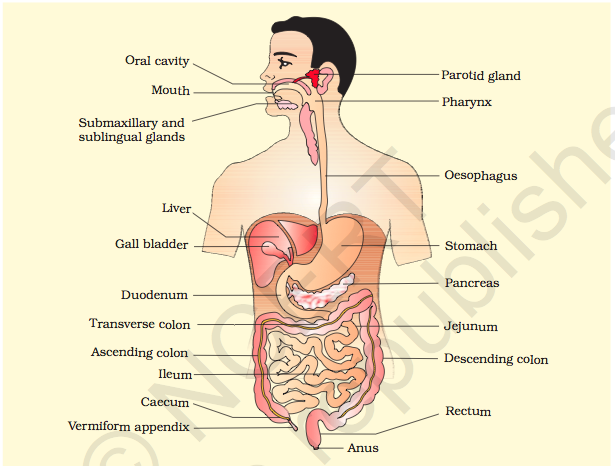 Oral cavity
Mouth
Submaxillary and
sublingual glands
Liver
Gall bladder
Duodenum
Transverse colon
Ascending colon
Ileum
Caecum
Vermiform appendix
Parotid gland
Pharynx
Oesophagus
Stomach
Pancreas
Jejunum
Descending colon
Rectum
Anus
© NCERT